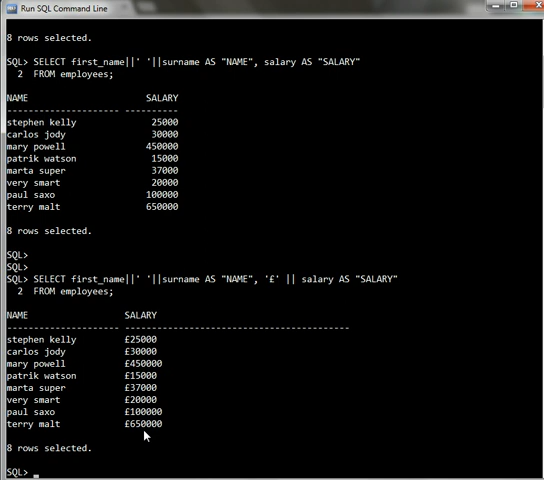 Run SQL Command Line
8 rows selected.
SQL> SELECT first_name||' '||surname AS "NAME", salary AS "SALARY"
2 FROM employees;
NAME SALARY
-------------------- ----------
stephen kelly 25000
carlos jody 30000
mary powell 450000
patrik watson 15000
marta super 37000
very smart 20000
paul saxo 100000
terry malt 650000
8 rows selected.
SQL>
SQL>
SQL> SELECT first_name||' '||surname AS "NAME", '£' || salary AS "SALARY"
2 FROM employees;
NAME SALARY
-------------------- -----------------------------------------
stephen kelly £25000
carlos jody £30000
mary powell £450000
patrik watson £15000
marta super £37000
very smart £20000
paul saxo £100000
terry malt £650000
8 rows selected.
SQL> _